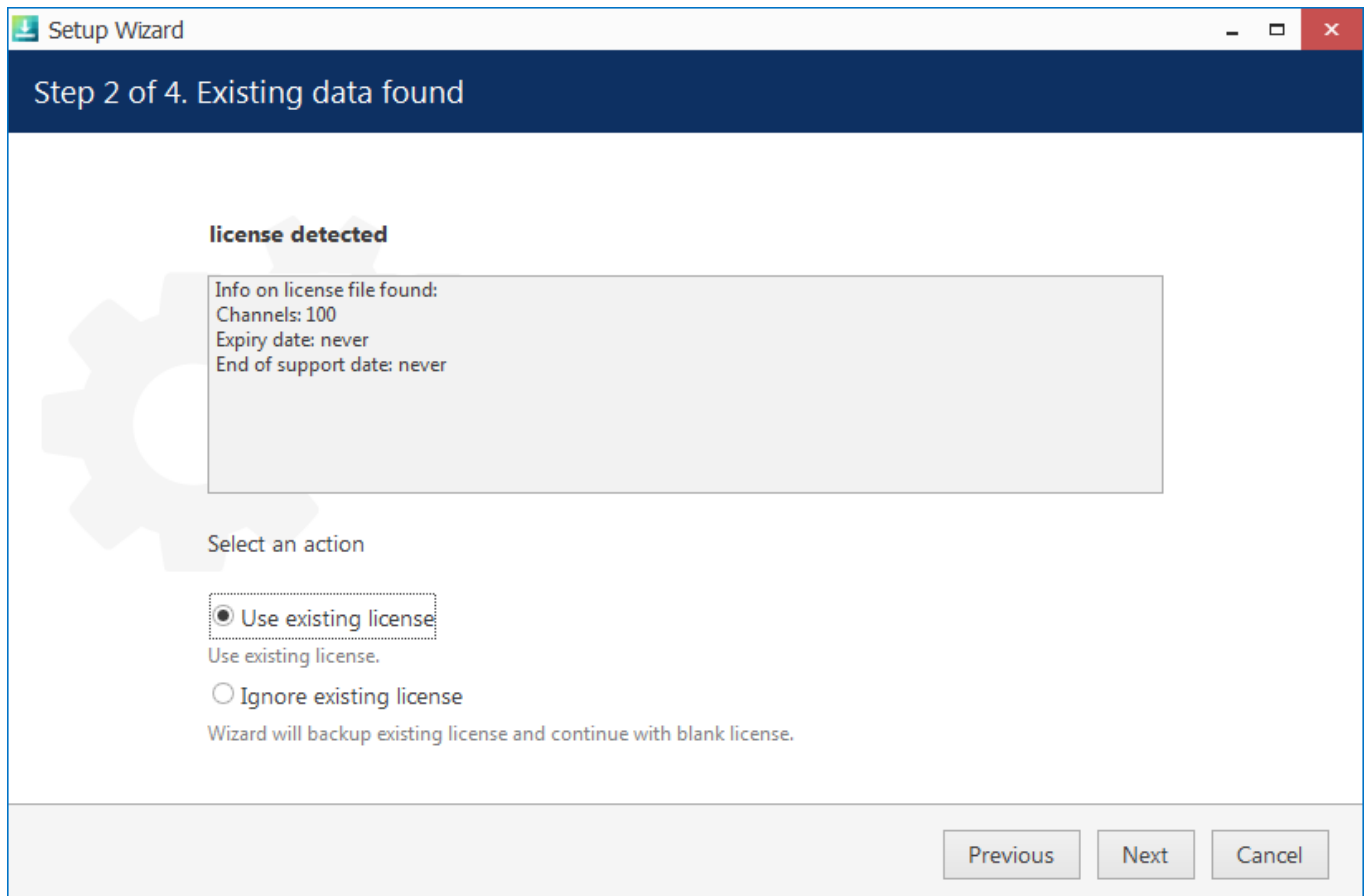 Setup Wizard
Step 2 of 4. Existing data found
license detected
Info on license file found:
Channels: 100
Expiry date: never
End of support date: never
Select an action
Use existing license
Use existing license.
Ignore existing license
Wizard will backup existing license and continue with blank license.
Previous Next Cancel